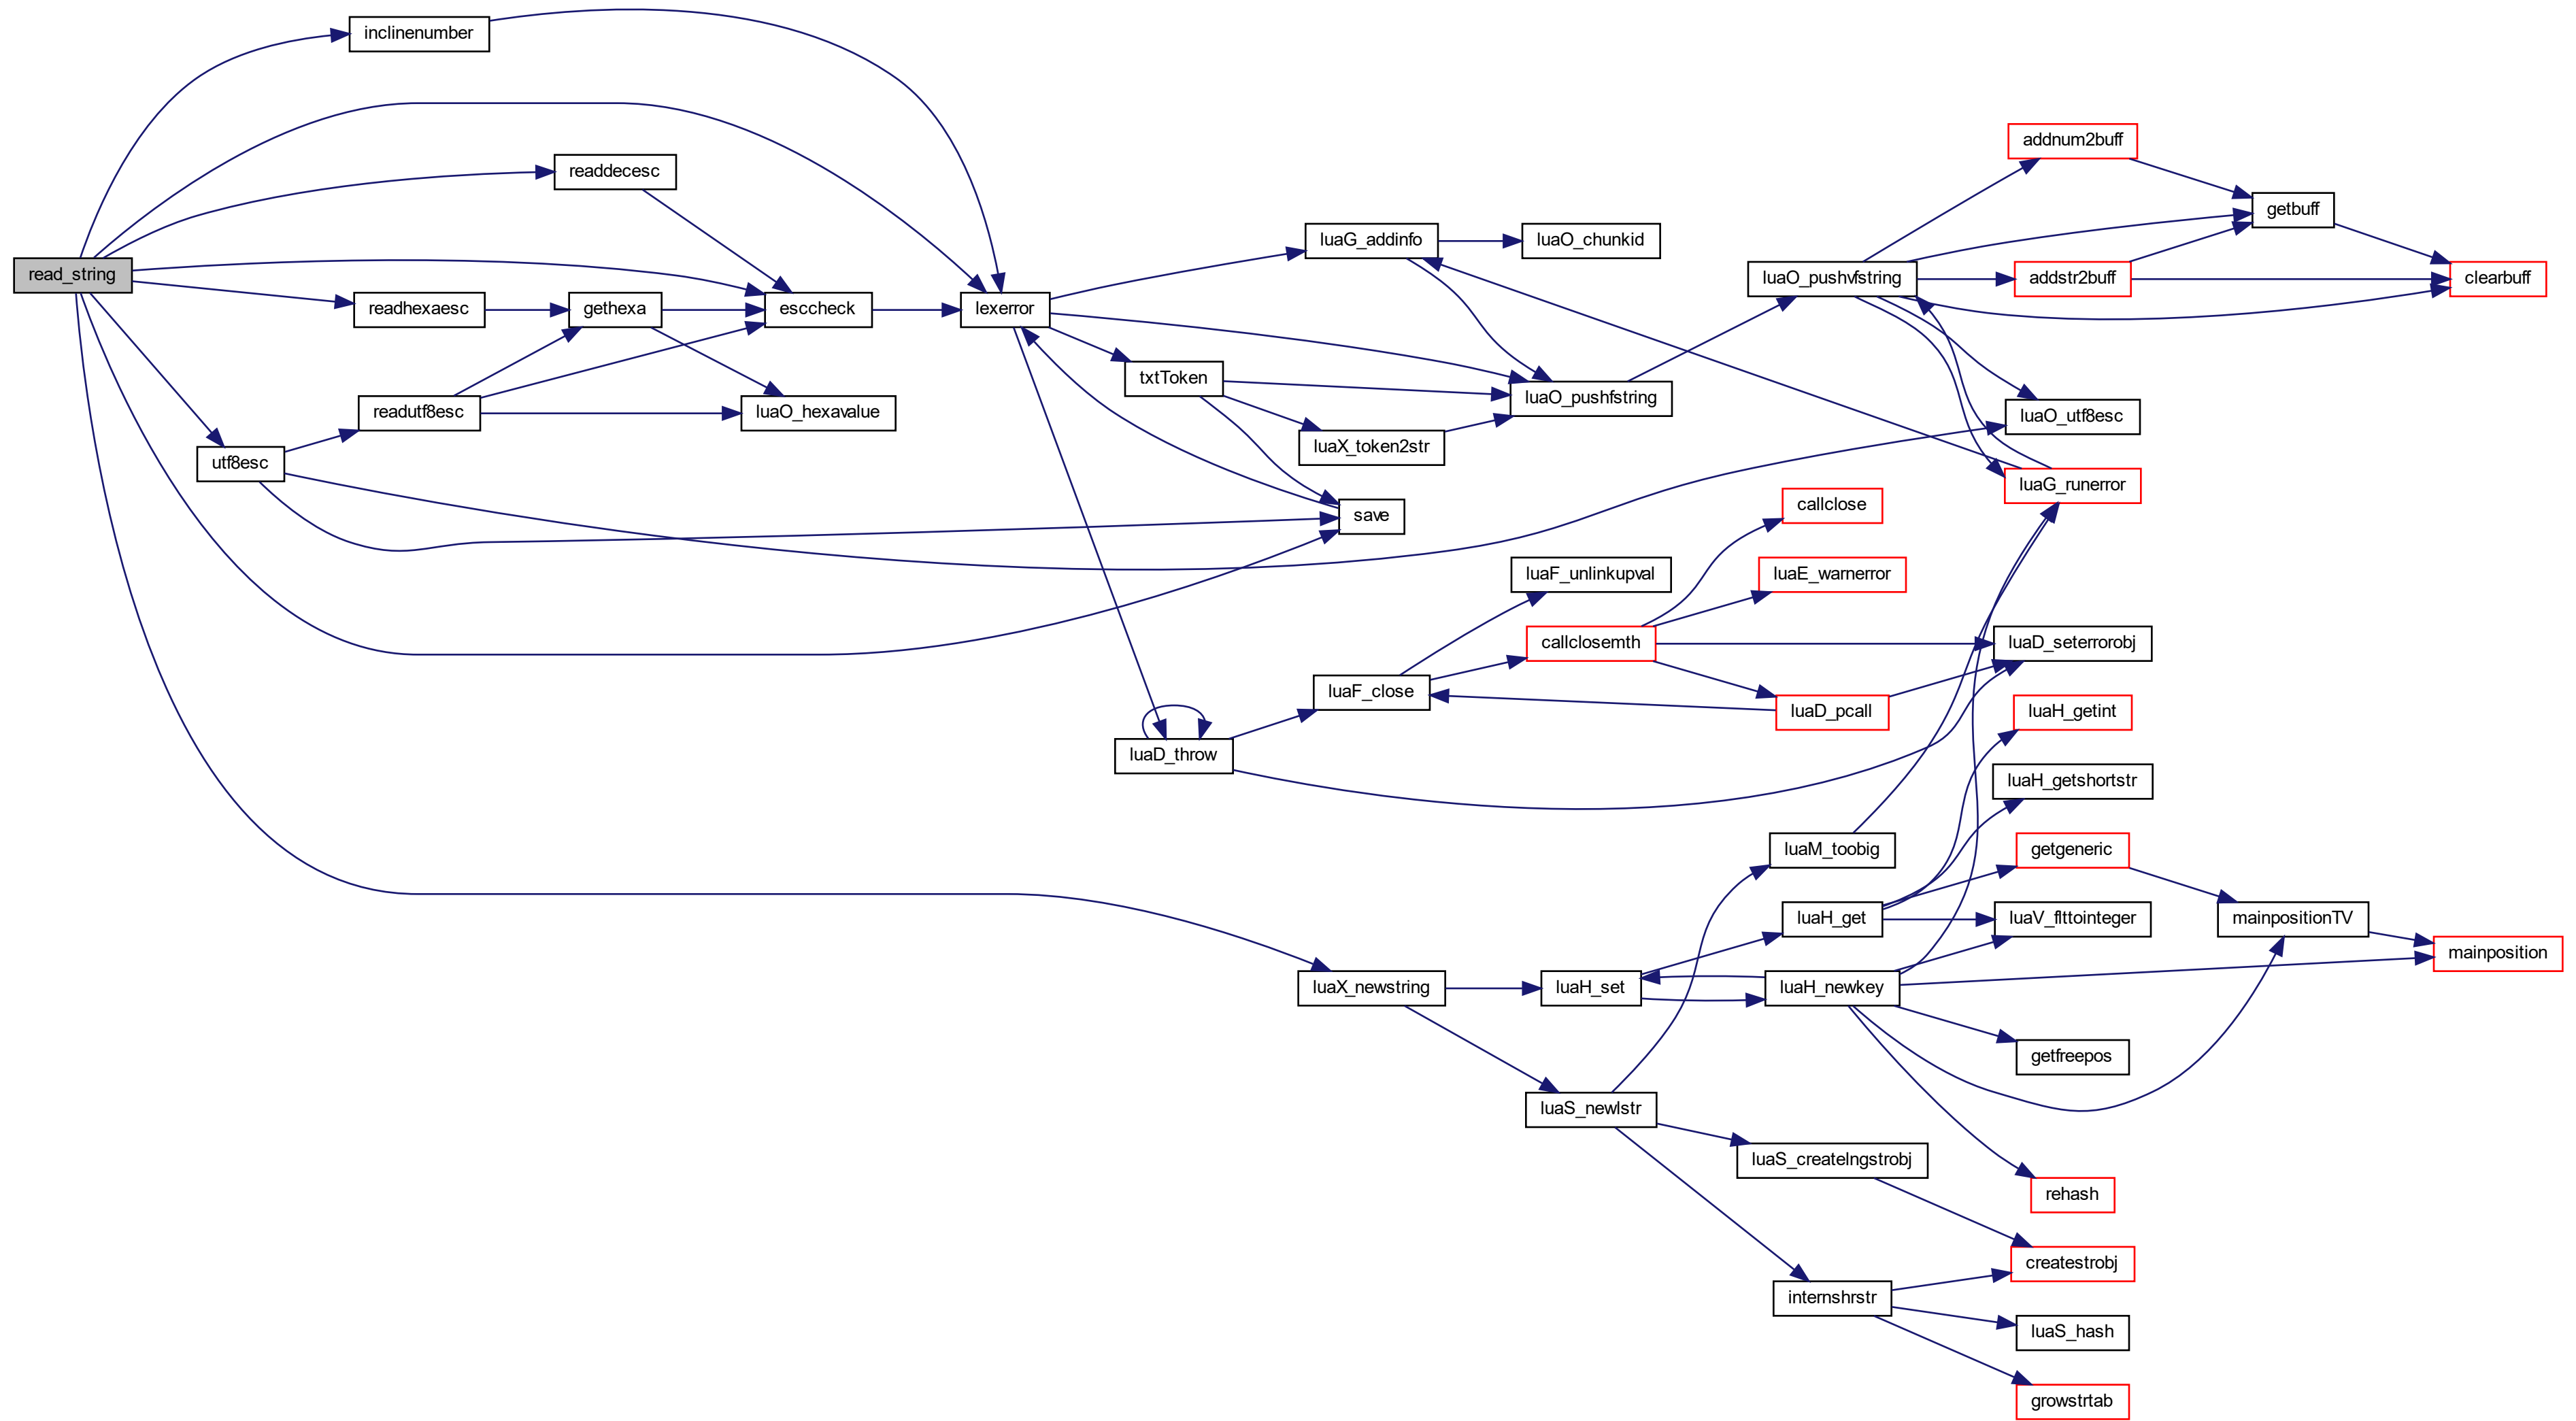 inclinenumber
addnum2buff
readdecesc
getbuff
luaG_addinfo
luaO_chunkid
read_string
luaO_pushvfstring
addstr2buff
clearbuff
readhexaesc
gethexa
esccheck
lexerror
txtToken
luaO_pushfstring
readutf8esc
luaO_hexavalue
luaO_utf8esc
luaX_token2str
utf8esc
luaG_runerror
callclose
save
luaF_unlinkupval
luaE_warnerror
callclosemth
luaD_seterrorobj
luaF_close
luaD_pcall
luaH_getint
luaD_throw
luaH_getshortstr
luaM_toobig
getgeneric
luaH_get
luaV_flttointeger
mainpositionTV
mainposition
luaX_newstring
luaH_set
luaH_newkey
getfreepos
luaS_newlstr
luaS_createlngstrobj
rehash
createstrobj
internshrstr
luaS_hash
growstrtab